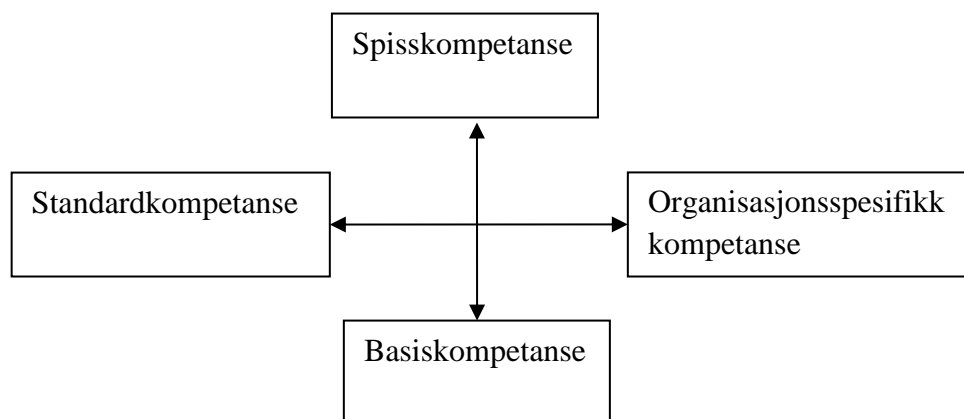 Spisskompetanse
Standardkompetanse
Organisasjonsspesifikk
kompetanse
Basiskompetanse